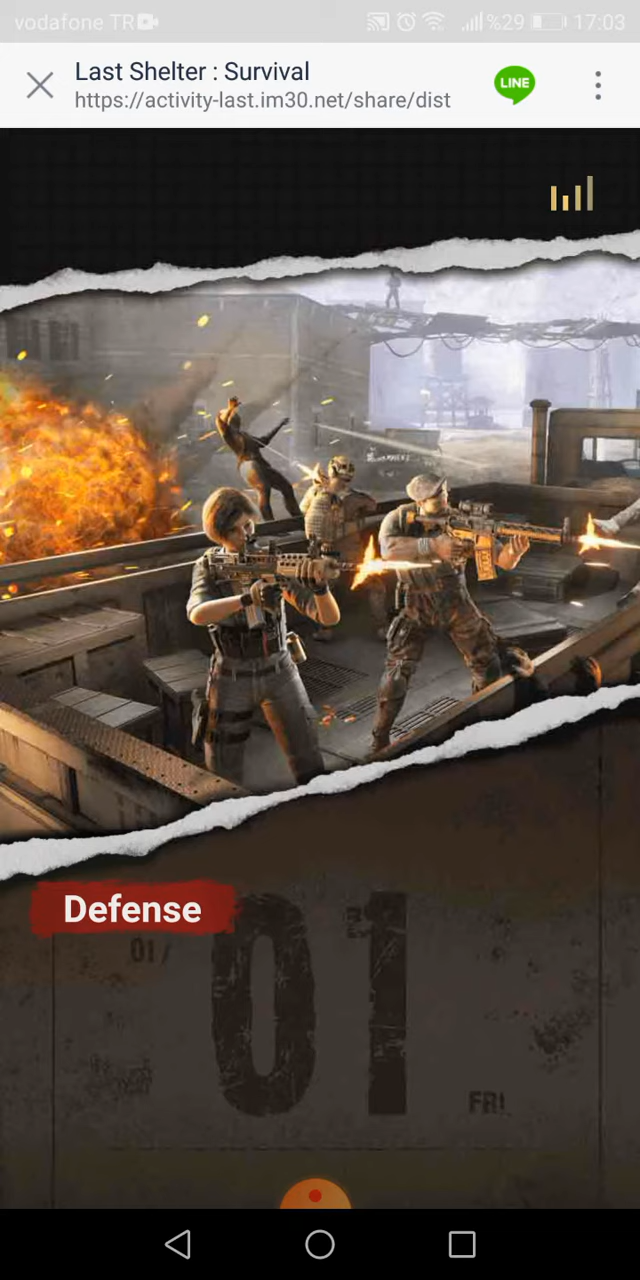 vodafone TR
%29
17:03
Last Shelter : Survival
https://activity-last.im30.net/share/dist
LINE
Defense
01 /
01
FRI